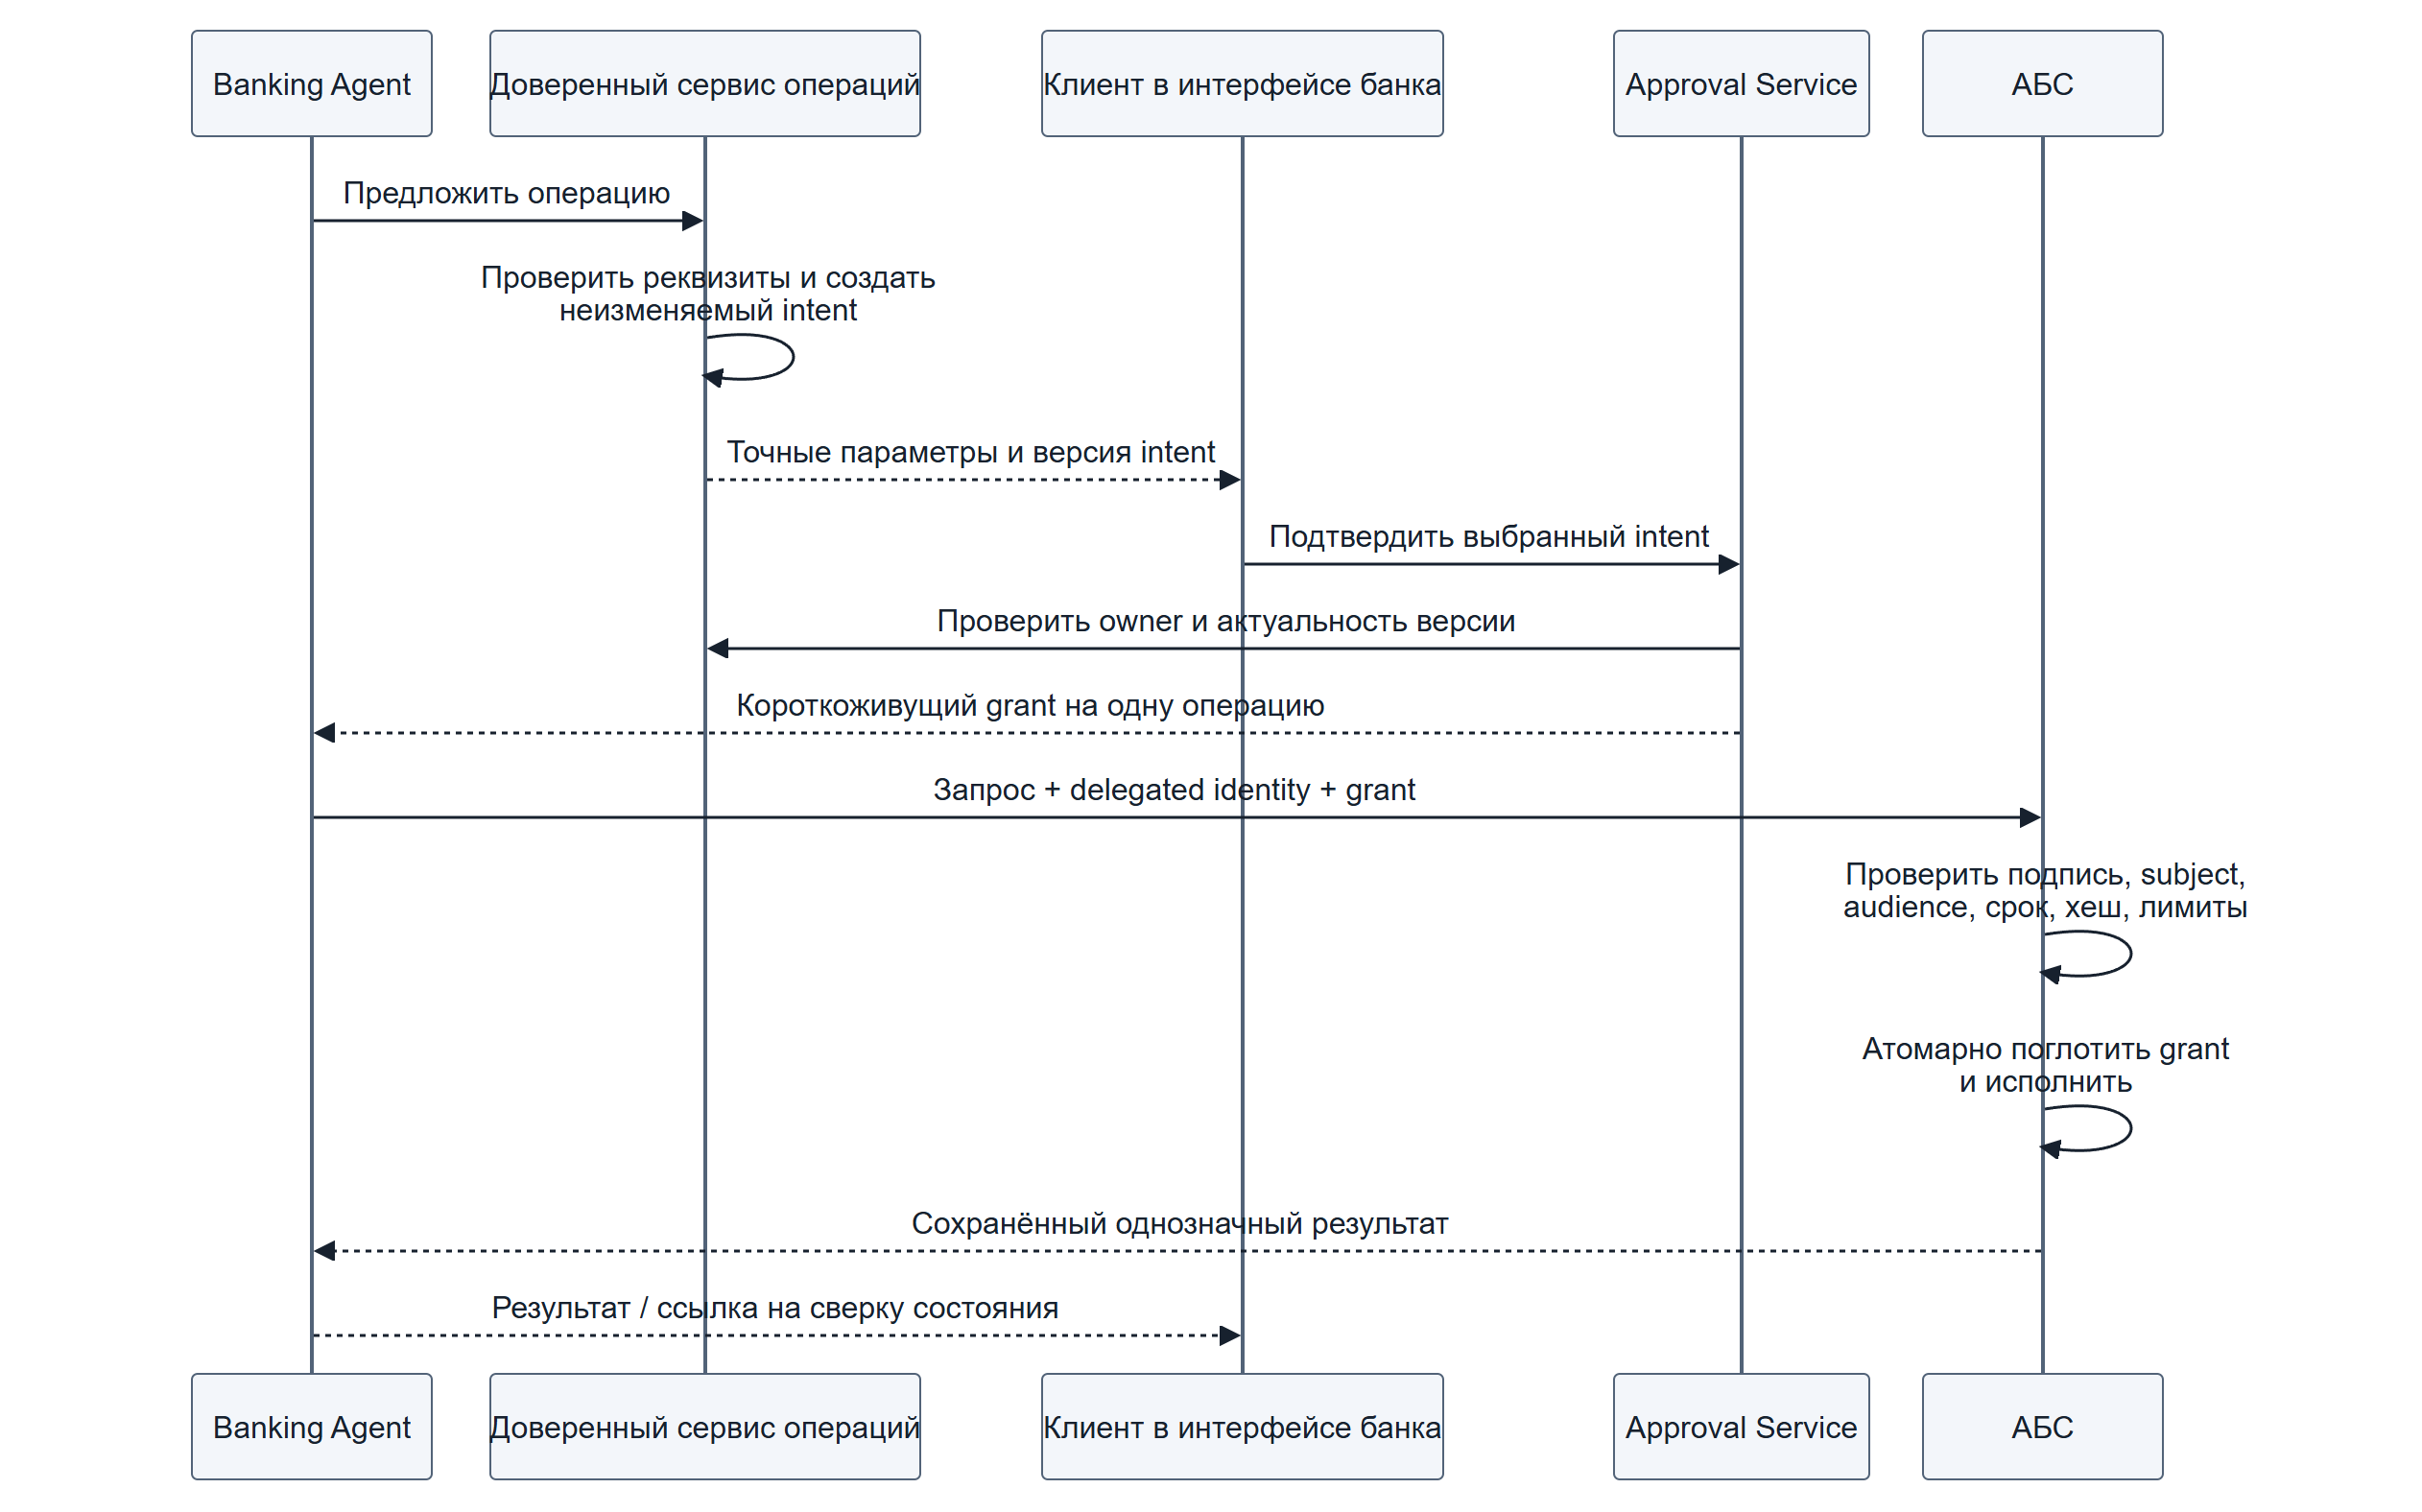 Banking Agent
Доверенный сервис операций
Клиент в интерфейсе банка
Approval Service
АБС
Предложить операцию
Проверить реквизиты и создать
неизменяемый intent
Точные параметры и версия intent
Подтвердить выбранный intent
Проверить owner и актуальность версии
Короткоживущий grant на одну операцию
Запрос + delegated identity + grant
Проверить подпись, subject,
audience, срок, хеш, лимиты
Атомарно поглотить grant
и исполнить
Сохранённый однозначный результат
Результат / ссылка на сверку состояния
Banking Agent
Доверенный сервис операций
Клиент в интерфейсе банка
Approval Service
АБС